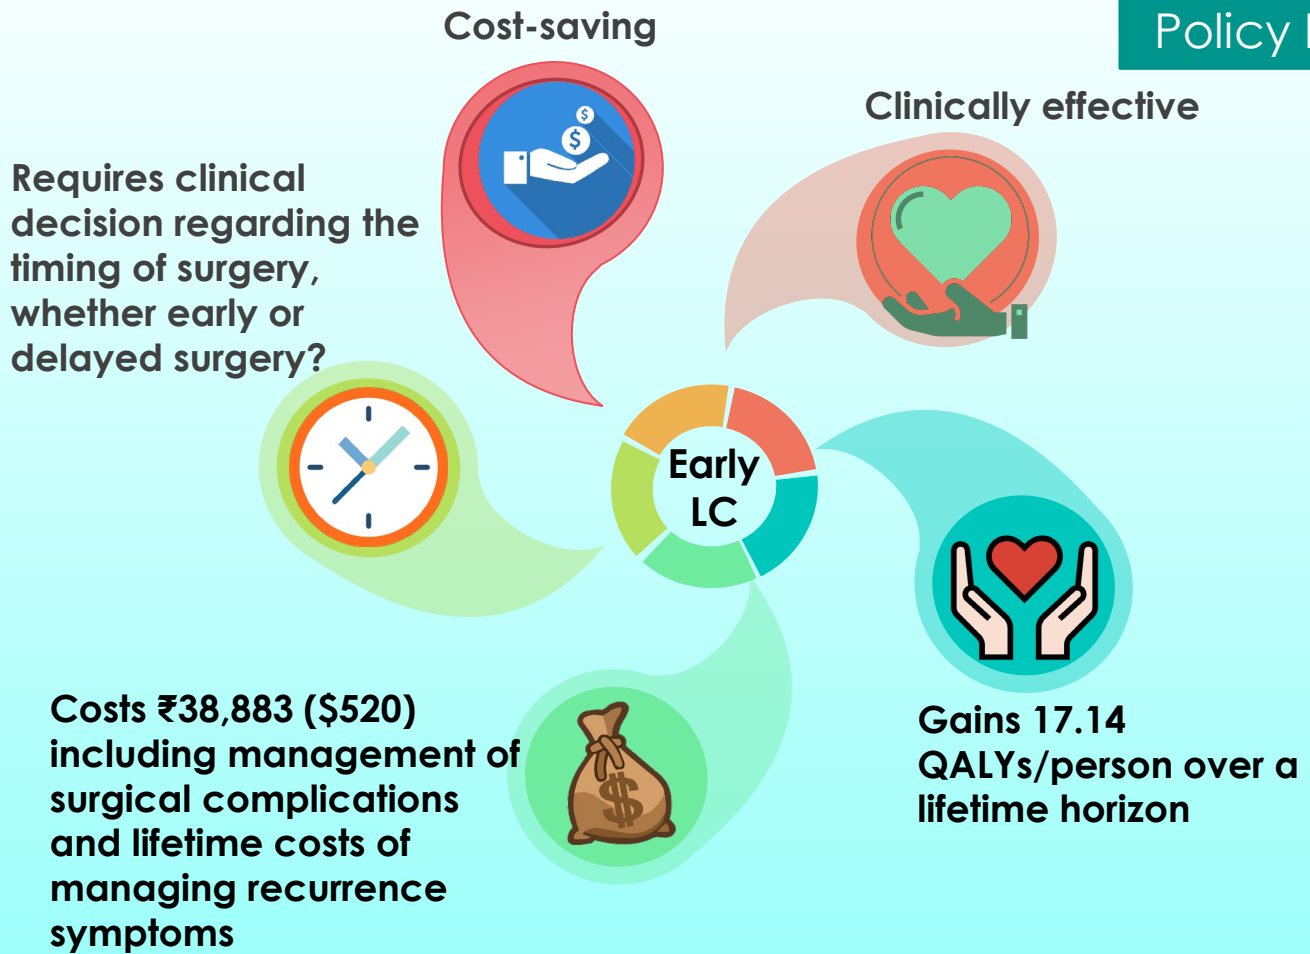 Cost-saving
Policy
Clinically effective
Requires clinical
decision regarding the
timing of surgery,
whether early or
delayed surgery?
Early
LC
Costs ₹38,883 ($520)
including management of
surgical complications
and lifetime costs of
managing recurrence
symptoms
Gains 17.14
QALYs/person over a
lifetime horizon